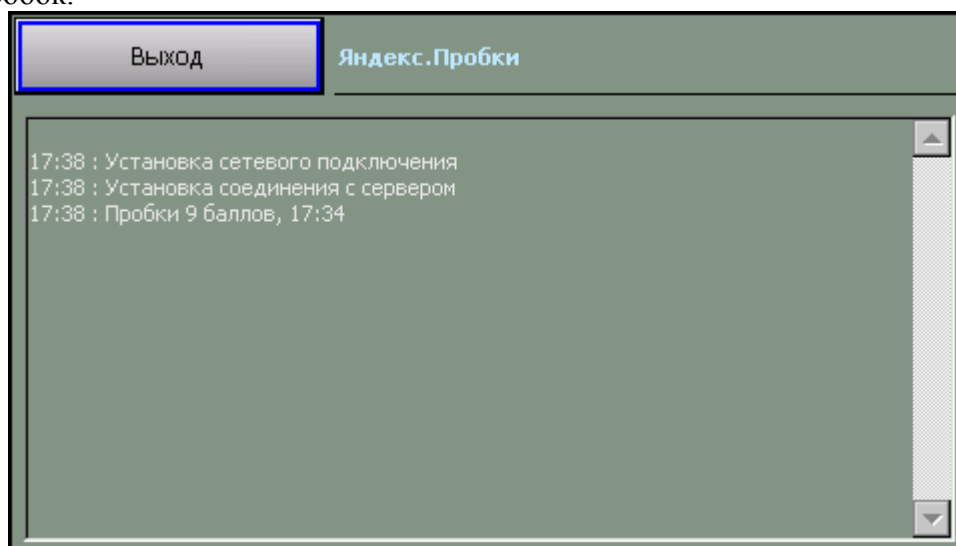 Выход
Яндекс.Пробки
17:38 : Установка сетевого подключения
17:38 : Установка соединения с сервером
17:38 : Пробки 9 баллов, 17:34